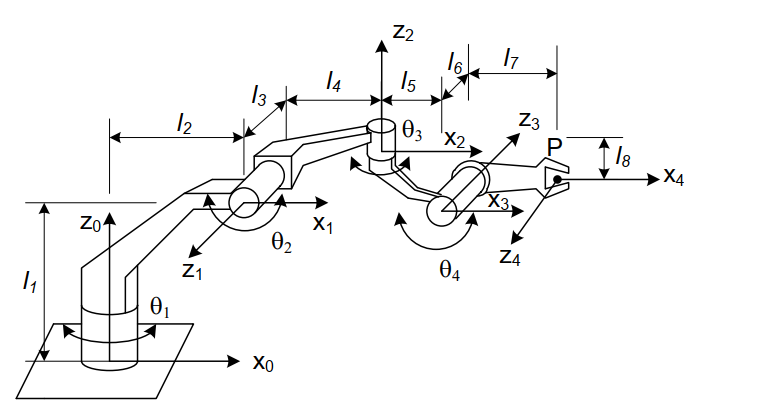 z₂
l₆ l₇
l₃ l₄ l₅
l₂ θ₃ x₂ z₃ P
l₈
x₄
z₀ x₁ x₃
θ₂ z₄
z₁ θ₄
l₁
θ₁
x₀